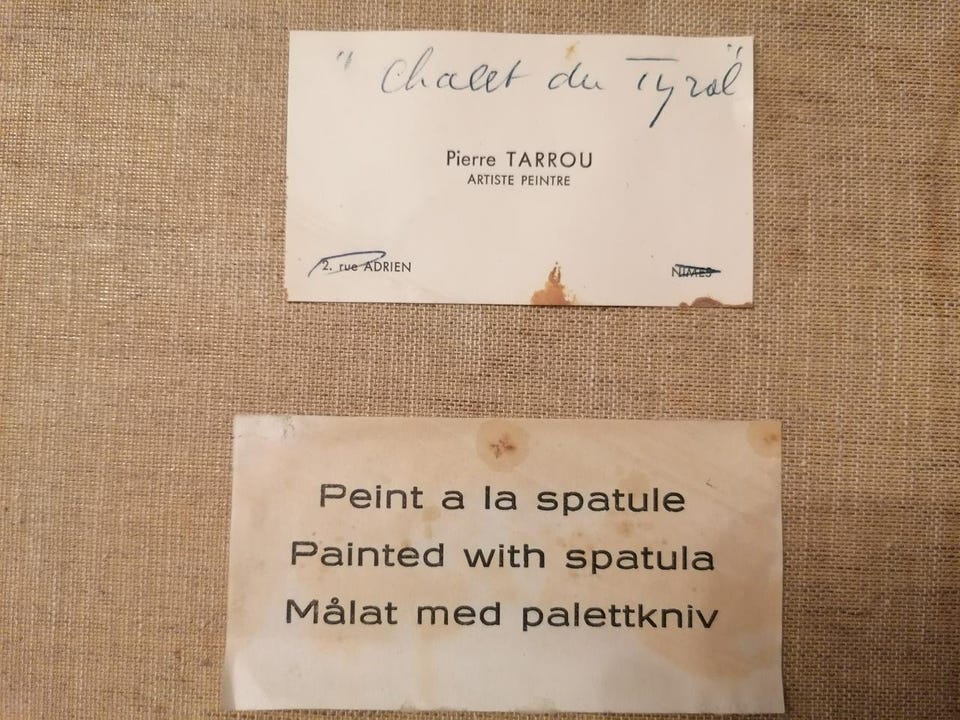 " Chalet du Tyrol"
Pierre TARROU
ARTISTE PEINTRE
2. rue ADRIEN NIMES
Peint a la spatule
Painted with spatula
Målat med palettkniv